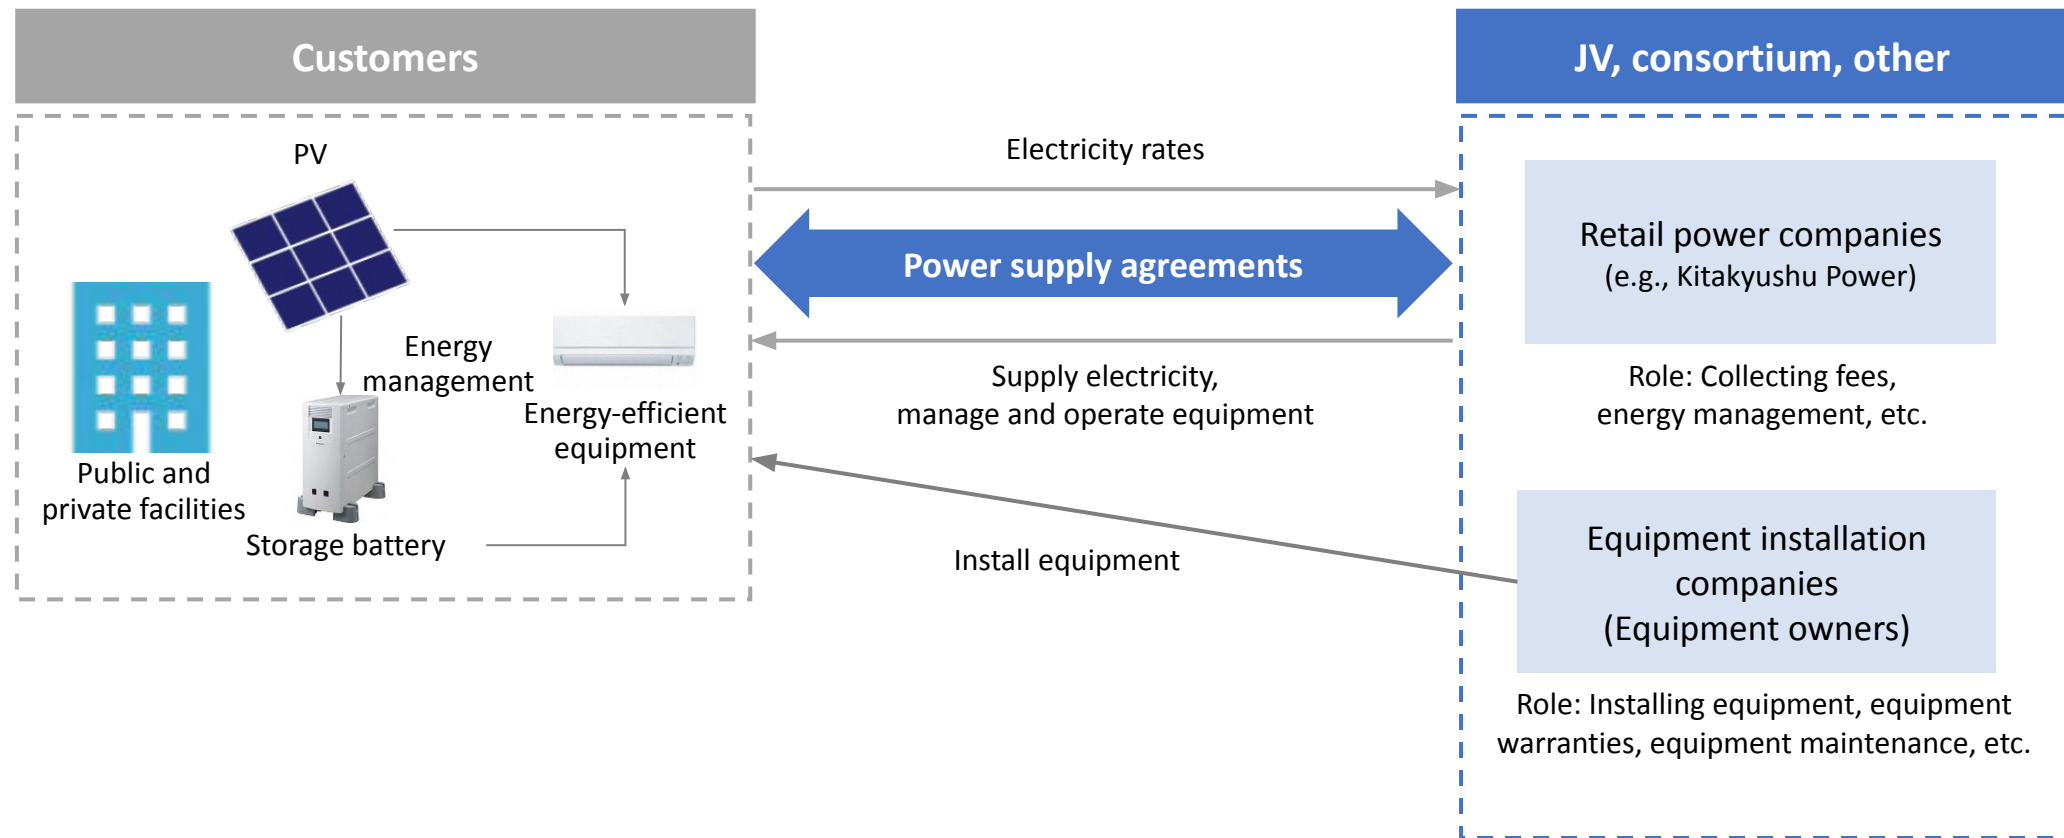 Customers
PV
Energy
management
Energy-efficient
equipment
Public and
private facilities
Storage battery
Electricity rates
Power supply agreements
Supply electricity,
manage and operate equipment
Install equipment
JV, consortium, other
Retail power companies
(e.g., Kitakyushu Power)
Role: Collecting fees,
energy management, etc.
Equipment installation
companies
(Equipment owners)
Role: Installing equipment, equipment
warranties, equipment maintenance, etc.